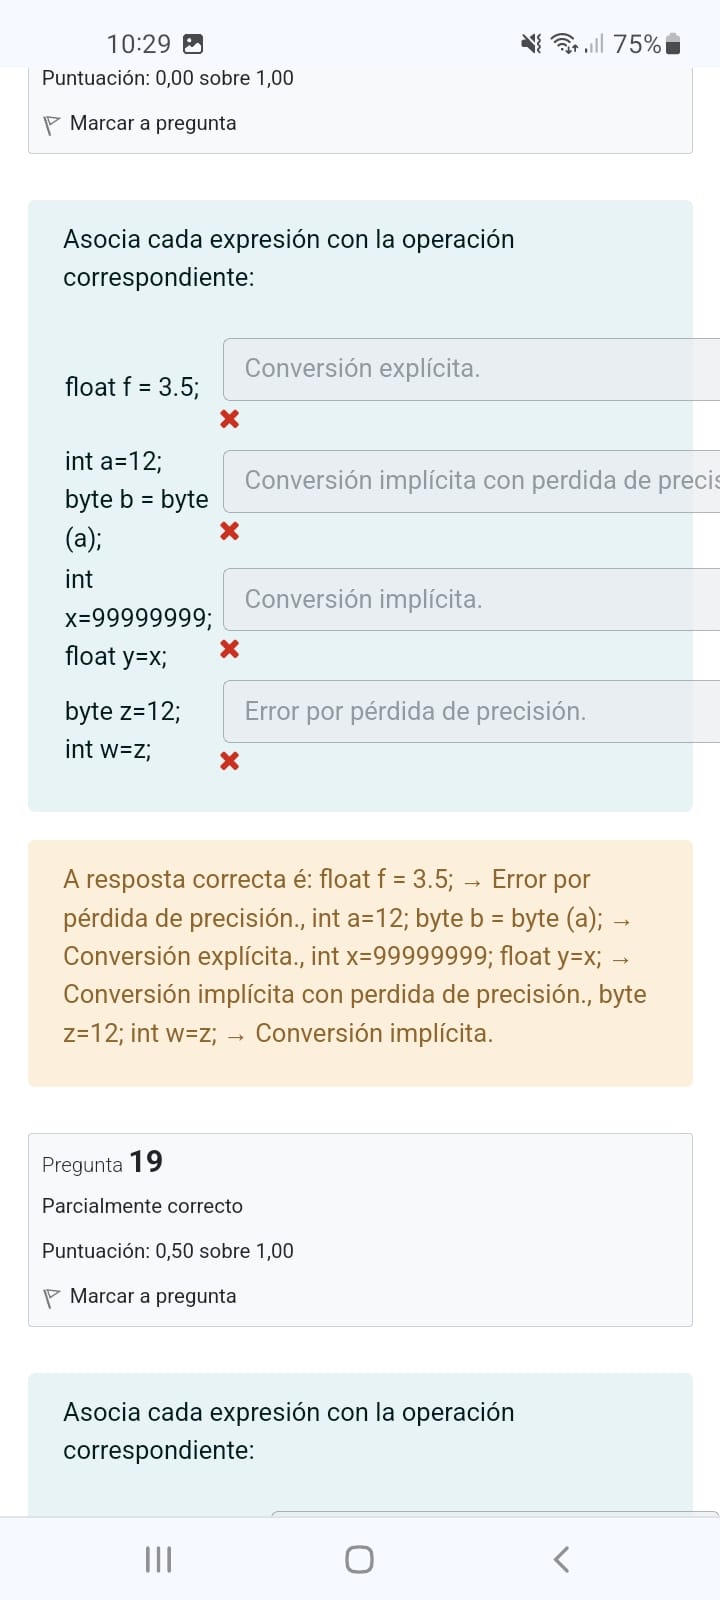 10:29 75%
Puntuación: 0,00 sobre 1,00
Marcar a pregunta
Asocia cada expresión con la operación
correspondiente:
float f = 3.5;
Conversión explícita.
int a=12;
byte b = byte
(a);
Conversión implícita con perdida de precis
int
x=99999999;
float y=x;
Conversión implícita.
byte z=12;
int w=z;
Error por pérdida de precisión.
A resposta correcta é: float f = 3.5; → Error por
pérdida de precisión., int a=12; byte b = byte (a); →
Conversión explícita., int x=99999999; float y=x; →
Conversión implícita con perdida de precisión., byte
z=12; int w=z; → Conversión implícita.
Pregunta 19
Parcialmente correcto
Puntuación: 0,50 sobre 1,00
Marcar a pregunta
Asocia cada expresión con la operación
correspondiente: